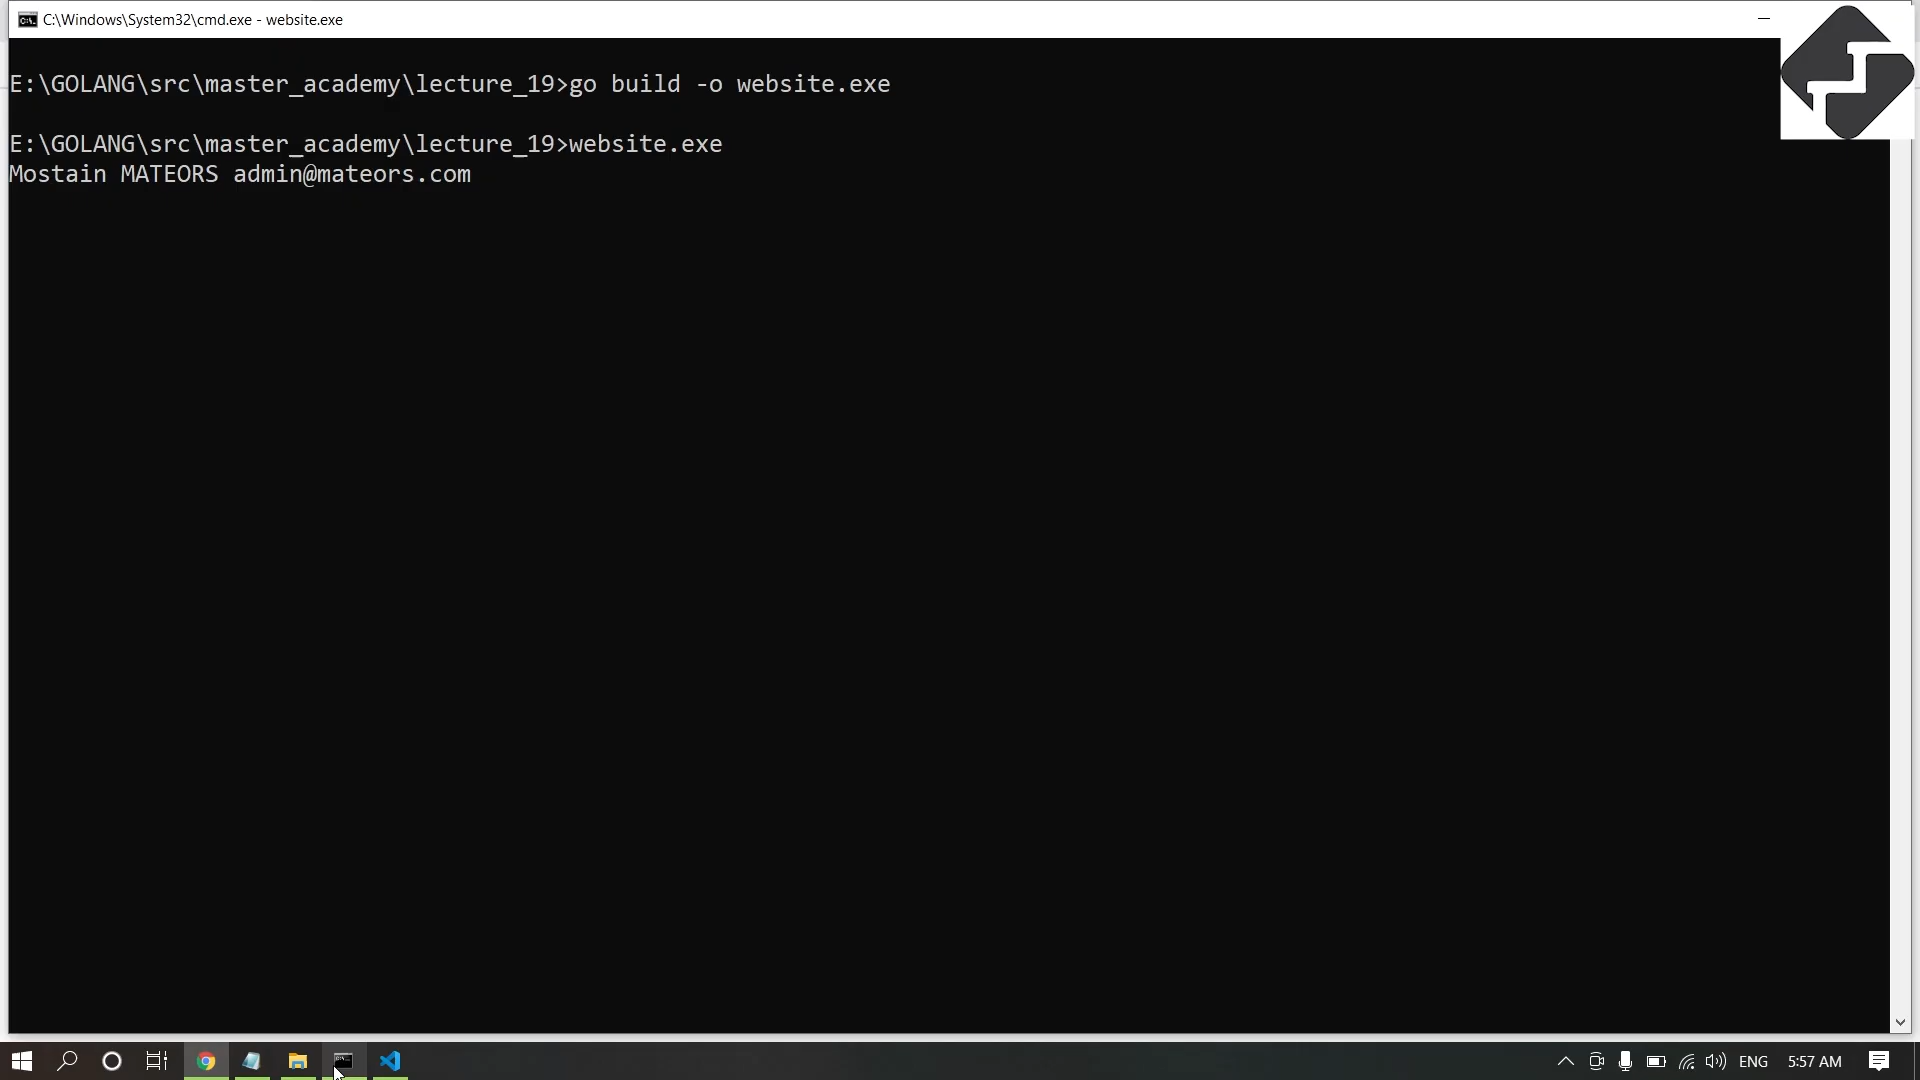 C:\Windows\System32\cmd.exe - website.exe
E:\GOLANG\src\master_academy\lecture_19>go build -o website.exe
E:\GOLANG\src\master_academy\lecture_19>website.exe
Mostain MATEORS admin@mateors.com
ENG
5:57 AM